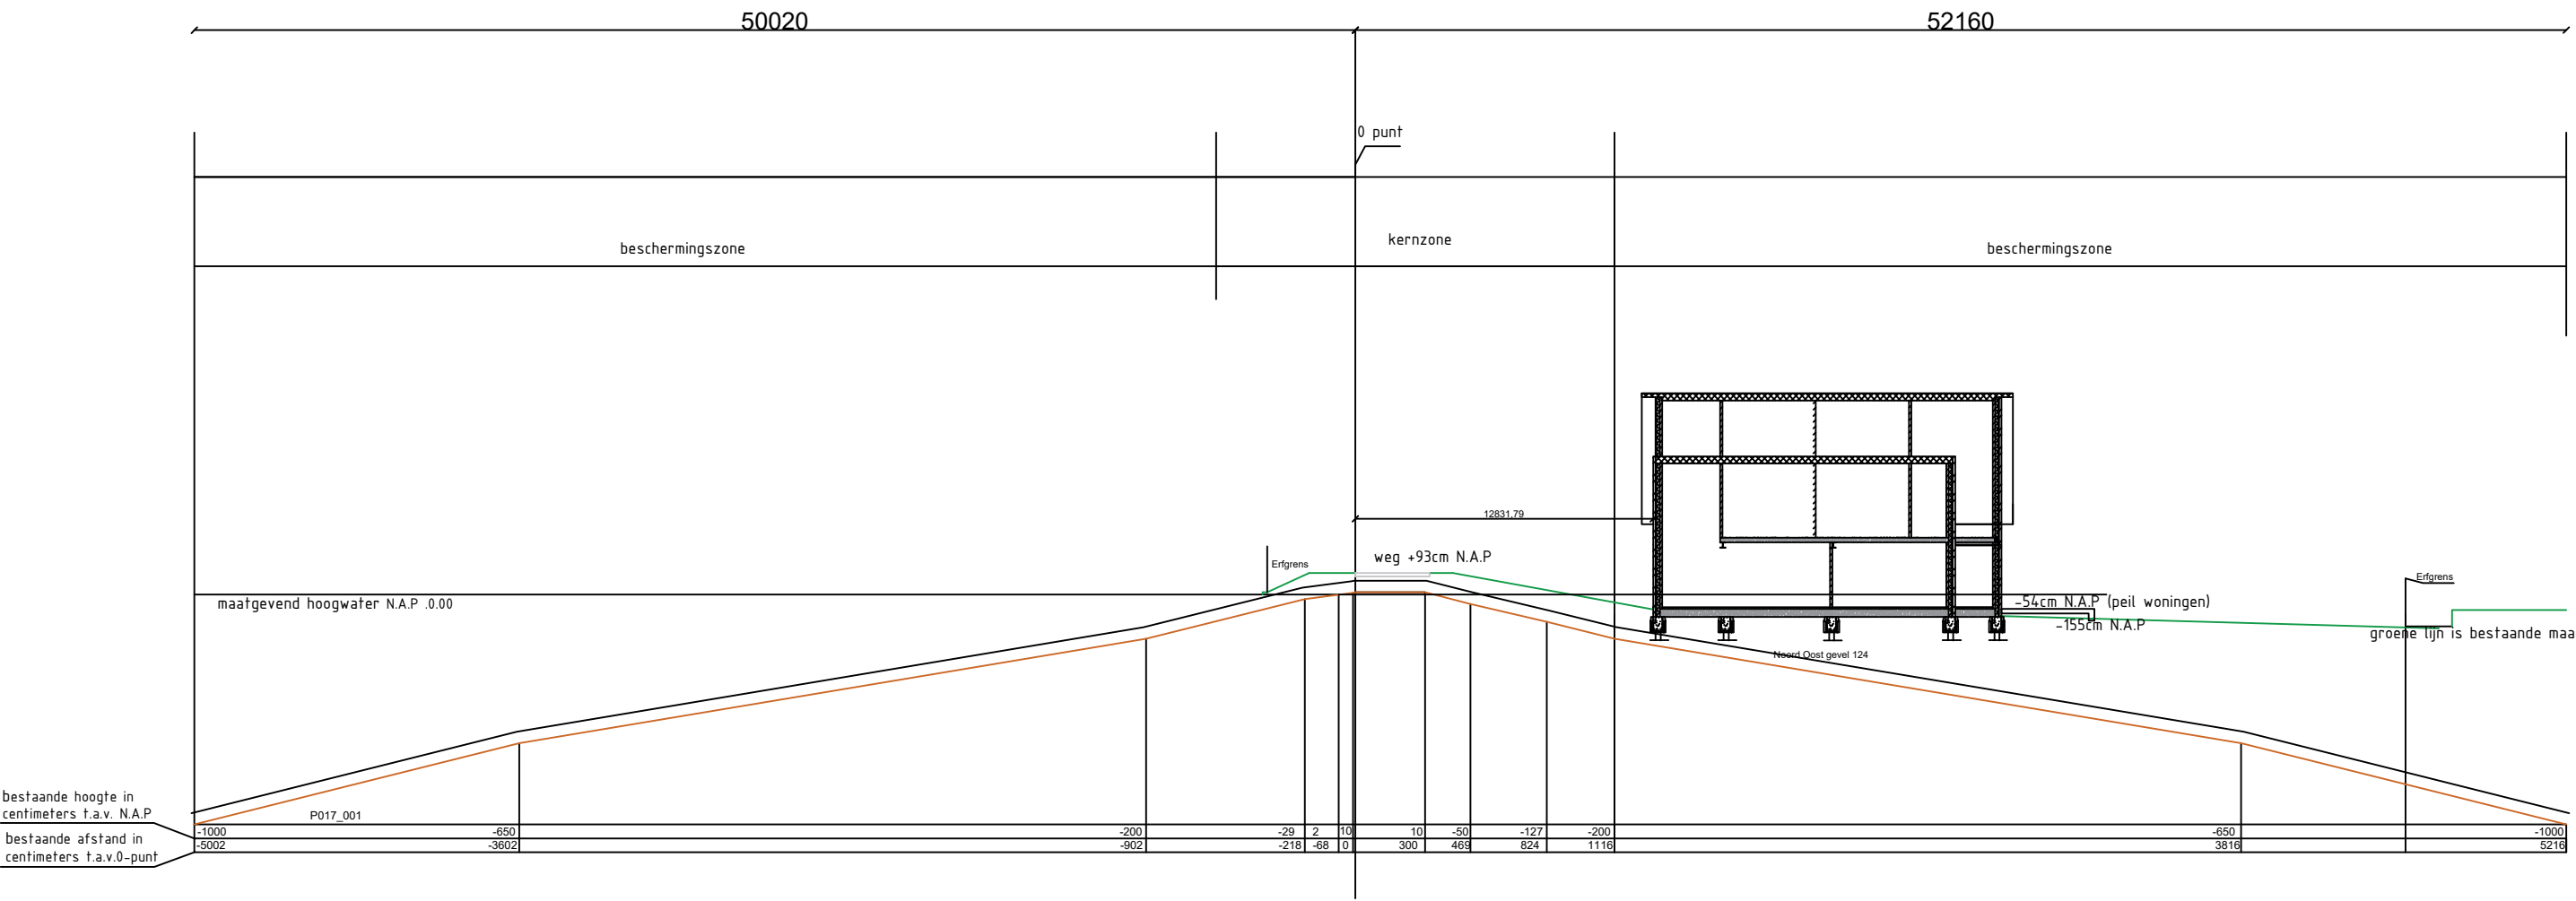 50020 52160
0 punt
kernzone
beschermingszone beschermingszone
12831,79
weg +93cm N.A.P
Erfgrens
Erfgrens
maatgevend hoogwater N.A.P .0.00
-54cm N.A.P (peil woningen)
-155cm N.A.P
groene lijn is bestaande maa
Noord Oost gevel 124
bestaande hoogte in
centimeters t.a.v. N.A.P
P017_001
-1000 -650 -200 -29 2 10 10 -50 -127 -200 -650 -1000
bestaande afstand in
centimeters t.a.v.0-punt
-5002 -3602 -902 -218 -68 0 300 469 824 1116 3816 5216